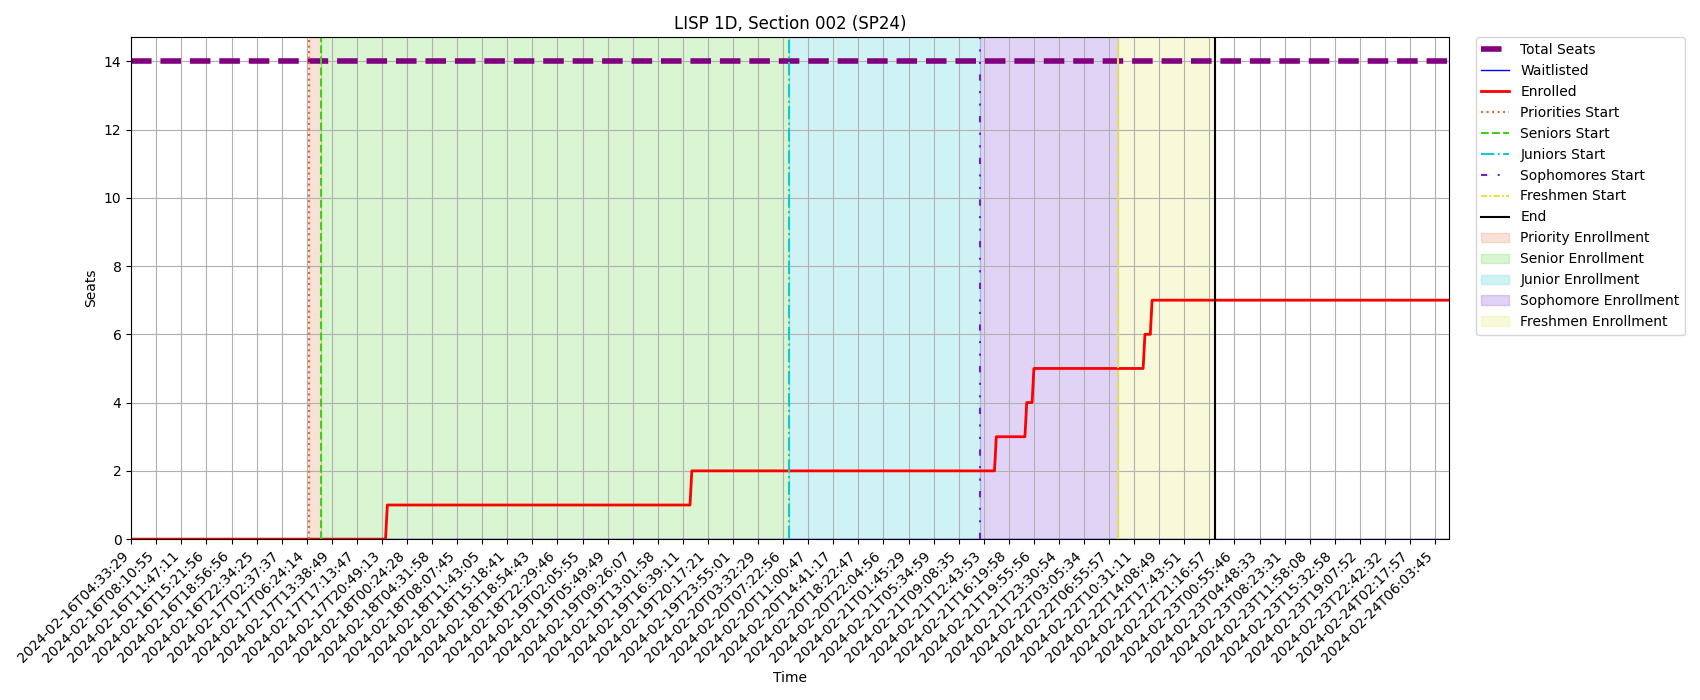 LISP 1D, Section 002 (SP24)
Seats
14
12
10
8
6
4
2
0
2024-02-16T04:33:29
2024-02-16T08:10:55
2024-02-16T11:47:11
2024-02-16T15:21:56
2024-02-16T18:56:56
2024-02-16T22:34:25
2024-02-17T02:37:37
2024-02-17T06:24:14
2024-02-17T13:38:49
2024-02-17T17:13:47
2024-02-17T20:49:13
2024-02-18T00:24:28
2024-02-18T04:31:58
2024-02-18T08:07:45
2024-02-18T11:43:05
2024-02-18T15:18:41
2024-02-18T18:54:43
2024-02-18T22:29:46
2024-02-19T02:05:55
2024-02-19T05:49:49
2024-02-19T09:26:07
2024-02-19T13:01:58
2024-02-19T16:39:11
2024-02-19T20:17:21
2024-02-19T23:55:01
2024-02-20T03:32:29
2024-02-20T07:22:56
2024-02-20T11:00:47
2024-02-20T14:41:17
2024-02-20T18:22:47
2024-02-20T22:04:56
2024-02-21T01:45:29
2024-02-21T05:34:59
2024-02-21T09:08:35
2024-02-21T12:43:53
2024-02-21T16:19:58
2024-02-21T19:55:56
2024-02-21T23:30:54
2024-02-22T03:05:34
2024-02-22T06:55:57
2024-02-22T10:31:11
2024-02-22T14:08:49
2024-02-22T17:43:51
2024-02-22T21:16:57
2024-02-23T00:55:46
2024-02-23T04:48:33
2024-02-23T08:23:31
2024-02-23T11:58:08
2024-02-23T15:32:58
2024-02-23T19:07:52
2024-02-23T22:42:32
2024-02-24T02:17:57
2024-02-24T06:03:45
Time
Total Seats
Waitlisted
Enrolled
Priorities Start
Seniors Start
Juniors Start
Sophomores Start
Freshmen Start
End
Priority Enrollment
Senior Enrollment
Junior Enrollment
Sophomore Enrollment
Freshmen Enrollment